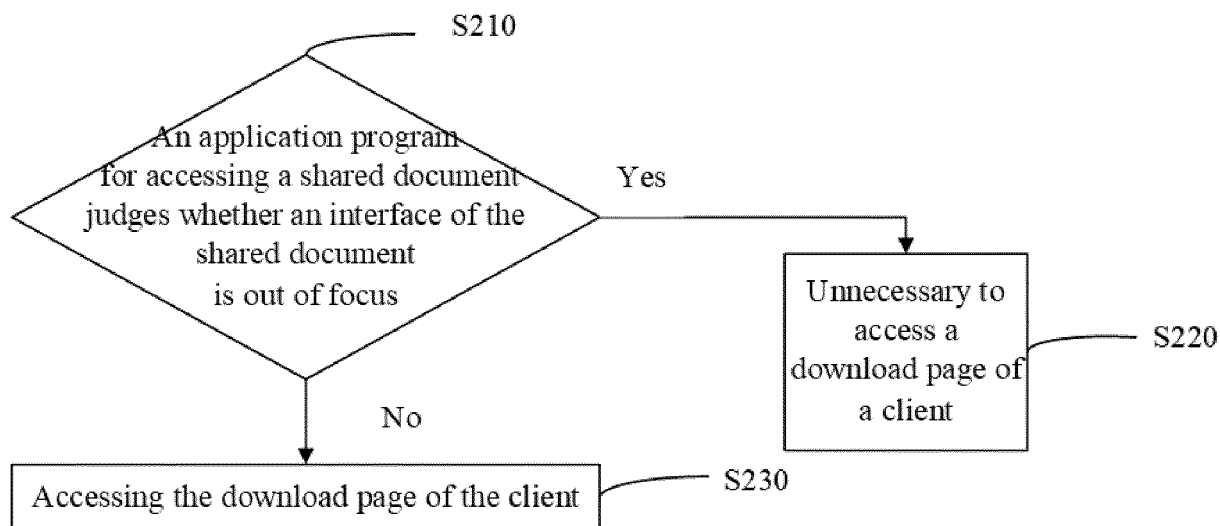 S210
An application program
for accessing a shared document
judges whether an interface of the
shared document
is out of focus
Yes
Unnecessary to
access a
download page of
a client
S220
No
Accessing the download page of the client
S230